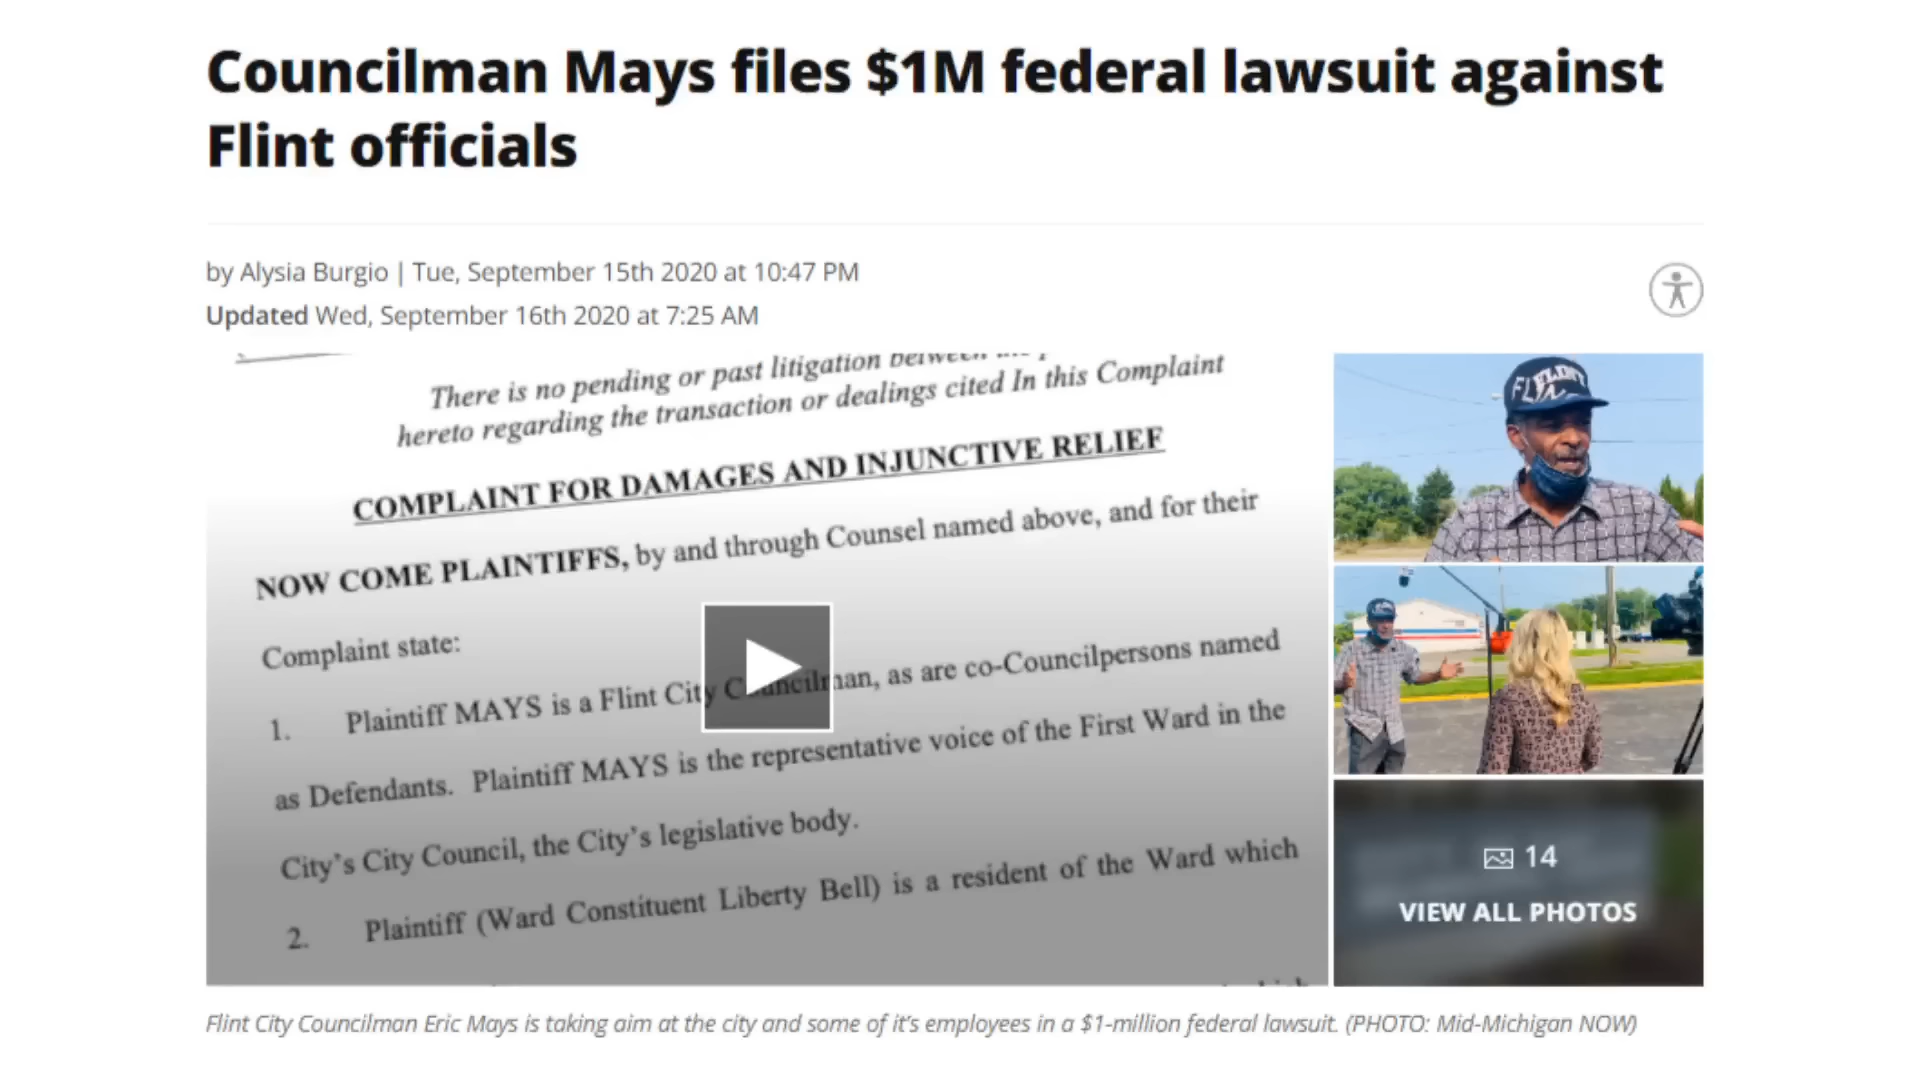 Councilman Mays files $1M federal lawsuit against
Flint officials
by Alysia Burgio | Tue, September 15th 2020 at 10:47 PM
Updated Wed, September 16th 2020 at 7:25 AM
There is no pending or past litigation between the
hereto regarding the transaction or dealings cited In this Complaint
COMPLAINT FOR DAMAGES AND INJUNCTIVE RELIEF
NOW COME PLAINTIFFS, by and through Counsel named above, and for their
Complaint state:
1. Plaintiff MAYS is a Flint City Councilman, as are co-Councilpersons named
as Defendants. Plaintiff MAYS is the representative voice of the First Ward in the
City's City Council, the City's legislative body.
2. Plaintiff (Ward Constituent Liberty Bell) is a resident of the Ward which
FLINT
14
VIEW ALL PHOTOS
Flint City Councilman Eric Mays is taking aim at the city and some of it's employees in a $1-million federal lawsuit. (PHOTO: Mid-Michigan NOW)